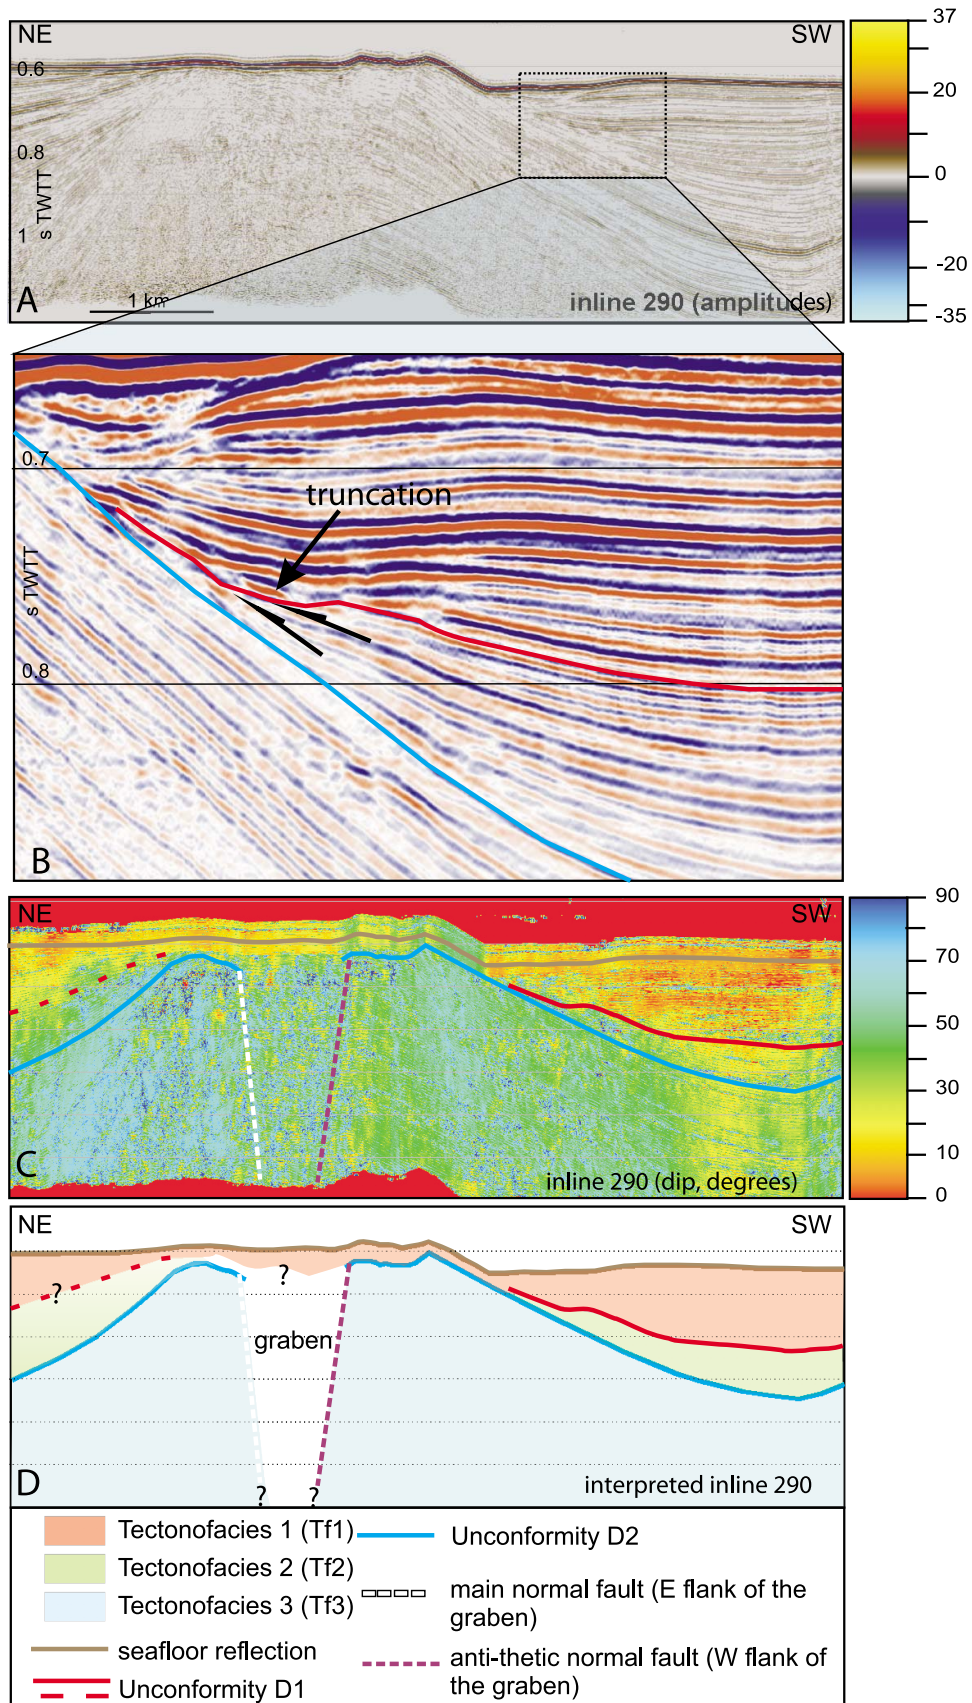 NE SW
37
0.6
20
0.8
0
s TWTT
1
-20
A 1 km inline 290 (amplitudes)
-35
0.7
truncation
s TWTT
0.8
B
NE SW
90
70
50
30
10
0
C inline 290 (dip, degrees)
NE SW
?
?
graben
D ? ? interpreted inline 290
Tectonofacies 1 (Tf1)
Tectonofacies 2 (Tf2)
Tectonofacies 3 (Tf3)
seafloor reflection
Unconformity D1
Unconformity D2
main normal fault (E flank of the
graben)
anti-thetic normal fault (W flank of
the graben)